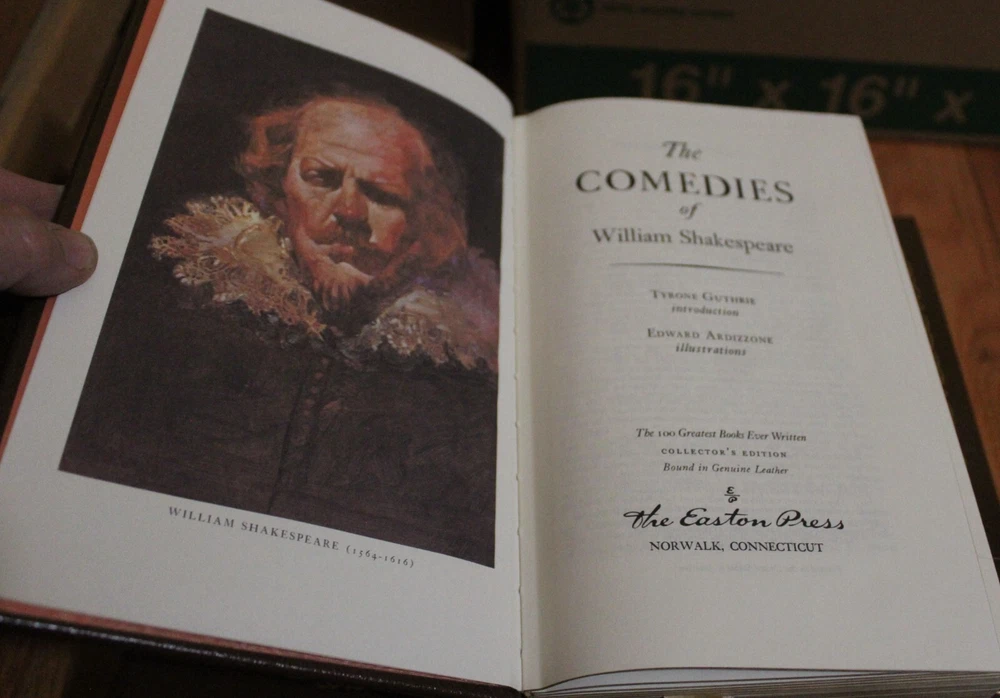 16" x 16" x
WILLIAM SHAKESPEARE (1564-1616)
The
COMEDIES
of
William Shakespeare
TYRONE GUTHRIE
introduction
EDWARD ARDIZZONE
illustrations
The 100 Greatest Books Ever Written
COLLECTOR'S EDITION
Bound in Genuine Leather
E
P
The Easton Press
NORWALK, CONNECTICUT